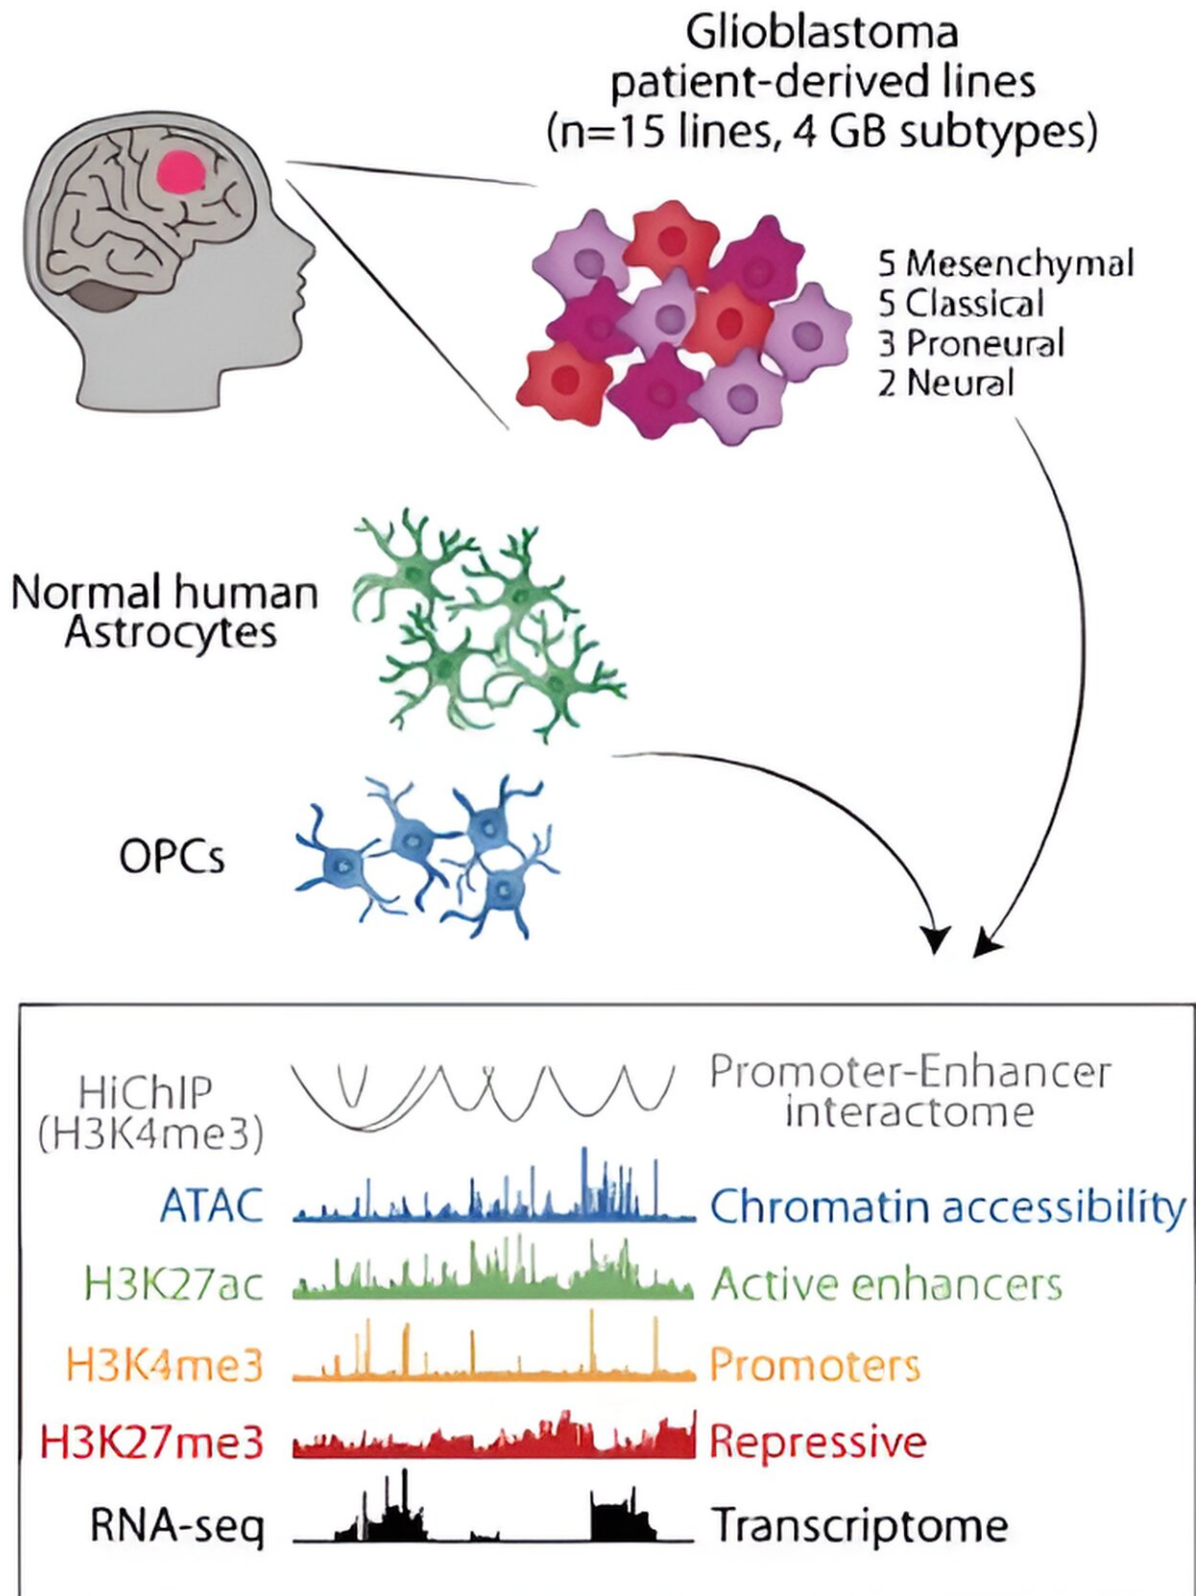 Glioblastoma
patient-derived lines
(n=15 lines, 4 GB subtypes)
5 Mesenchymal
5 Classical
3 Proneural
2 Neural
Normal human
Astrocytes
OPCs
HiChIP
(H3K4me3)
Promoter-Enhancer
interactome
ATAC
Chromatin accessibility
H3K27ac
Active enhancers
H3K4me3
Promoters
H3K27me3
Repressive
RNA-seq
Transcriptome